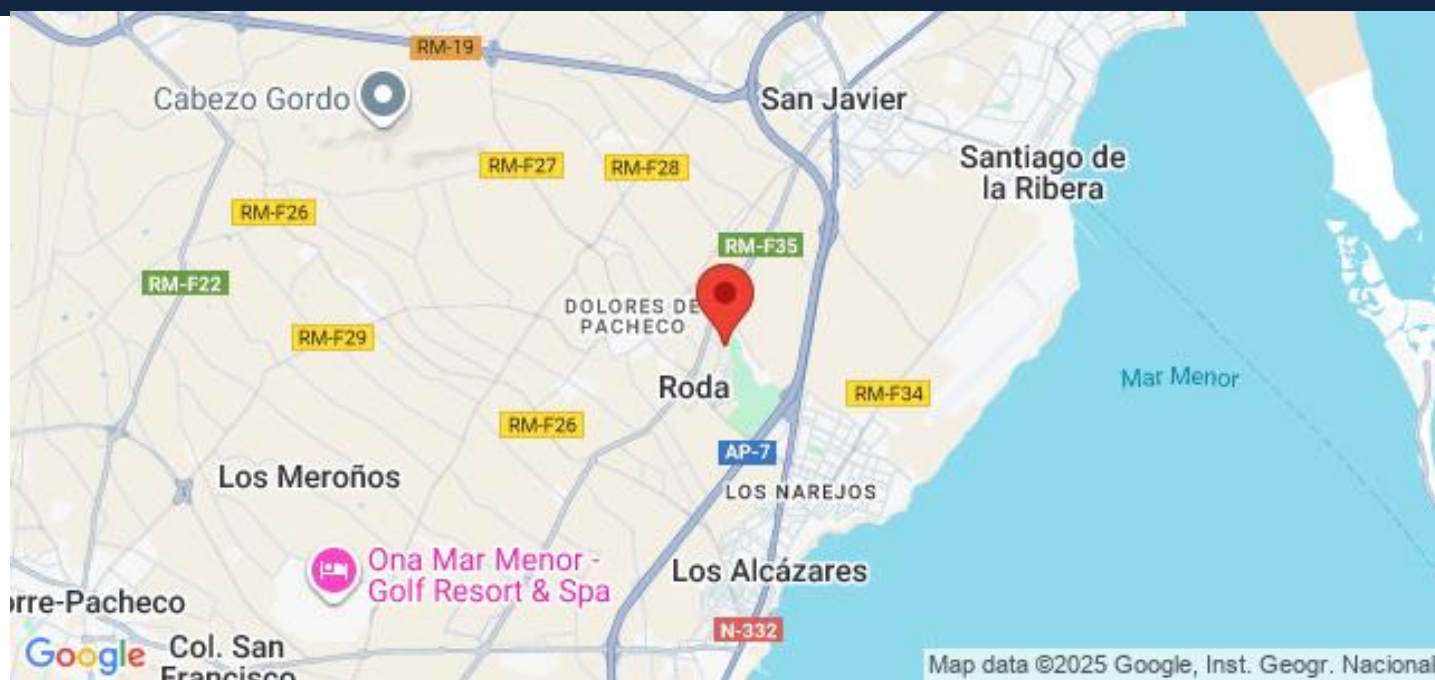 RM-19
Cabezo Gordo
San Javier
Santiago de
la Ribera
RM-F27
RM-F28
RM-F26
RM-F35
RM-F22
DOLORES DE
PACHECO
RM-F29
Mar Menor
Roda
RM-F34
RM-F26
AP-7
Los Meroños
LOS NAREJOS
Ona Mar Menor -
Golf Resort & Spa
Los Alcázares
orre-Pacheco
N-332
Google
Col. San
Francisco
Map data ©2025 Google, Inst. Geogr. Nacional